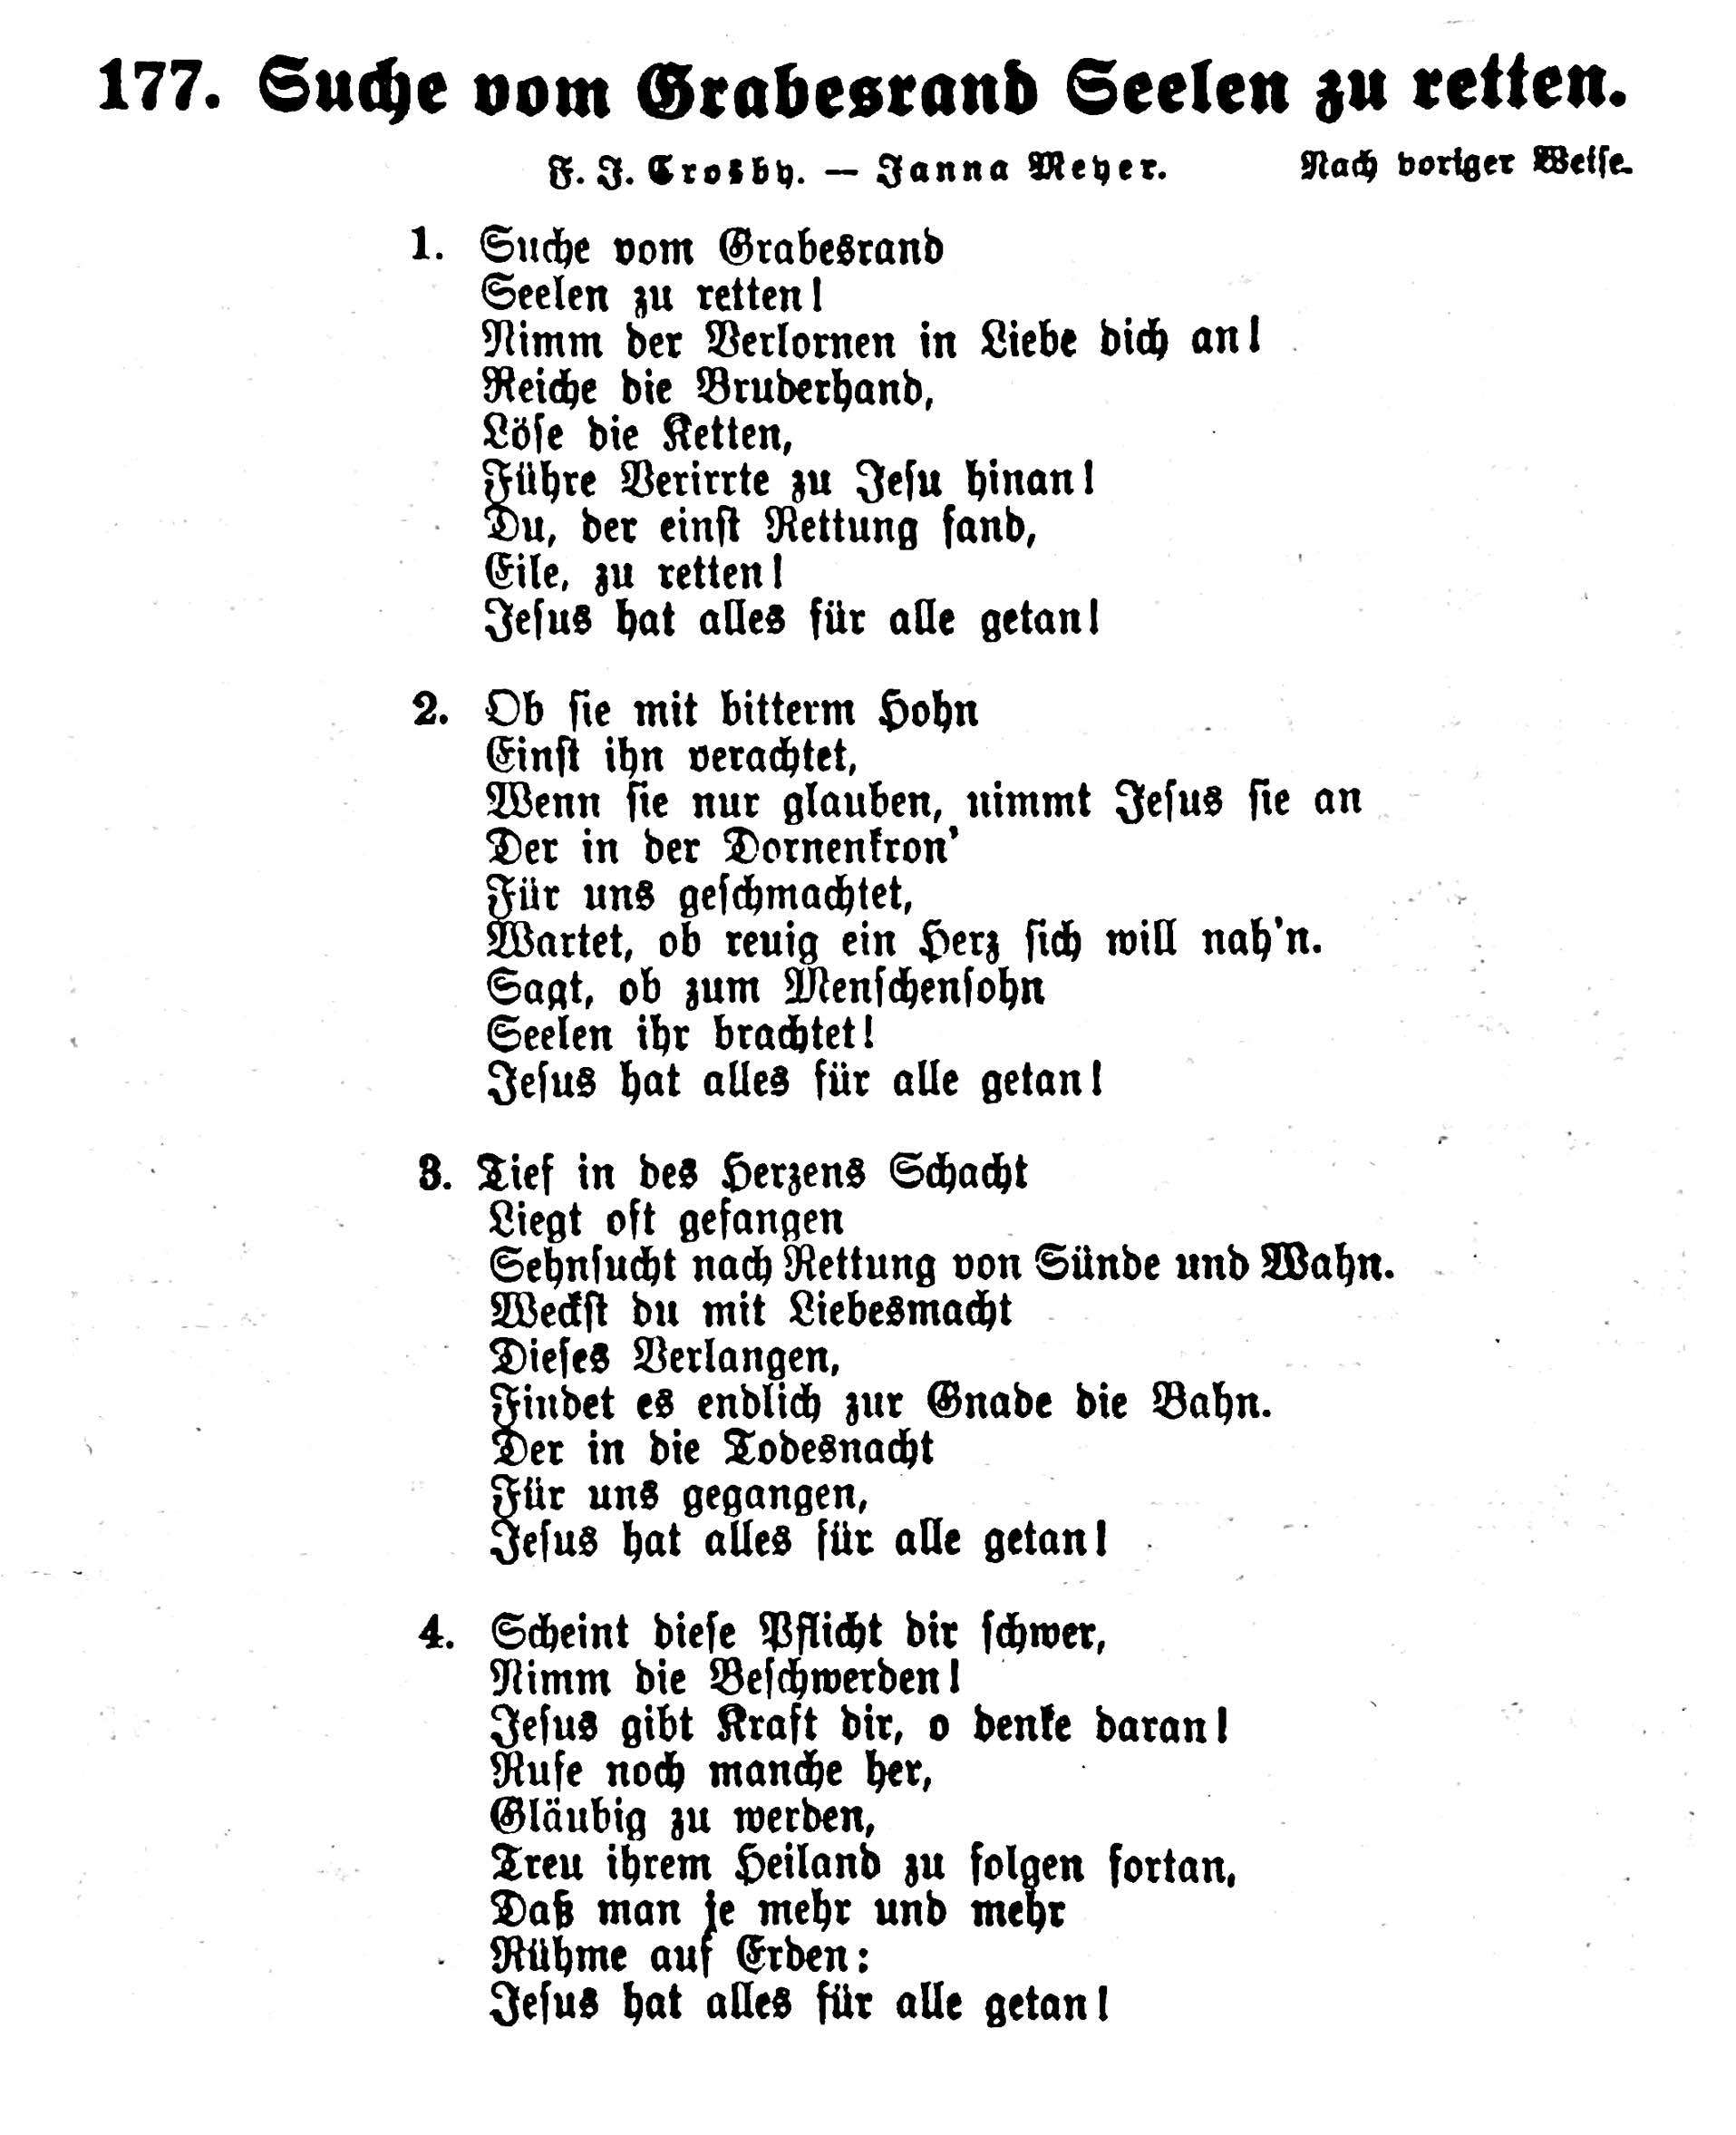 177. Suche vom Grabesrand Seelen zu retten.
F. J. Crosby. — Janna Meyer. Nach voriger Weise.
1. Suche vom Grabesrand
Seelen zu retten!
Nimm der Verlornen in Liebe dich an!
Reiche die Bruderhand,
Löse die Ketten,
Führe Verirrte zu Jesu hinan!
Du, der einst Rettung fand,
Eile, zu retten!
Jesus hat alles für alle getan!
2. Ob sie mit bitterm Hohn
Einst ihn verachtet,
Wenn sie nur glauben, nimmt Jesus sie an
Der in der Dornenkron'
Für uns geschmachtet,
Wartet, ob reuig ein Herz sich will nah'n.
Sagt, ob zum Menschensohn
Seelen ihr brachtet!
Jesus hat alles für alle getan!
3. Tief in des Herzens Schacht
Liegt oft gefangen
Sehnsucht nach Rettung von Sünde und Wahn.
Weckst du mit Liebesmacht
Dieses Verlangen,
Findet es endlich zur Gnade die Bahn.
Der in die Todesnacht
Für uns gegangen,
Jesus hat alles für alle getan!
4. Scheint diese Pflicht dir schwer,
Nimm die Beschwerden!
Jesus gibt Kraft dir, o denke daran!
Rufe noch manche her,
Gläubig zu werden,
Treu ihrem Heiland zu folgen fortan,
Daß man je mehr und mehr
Rühme auf Erden:
Jesus hat alles für alle getan!